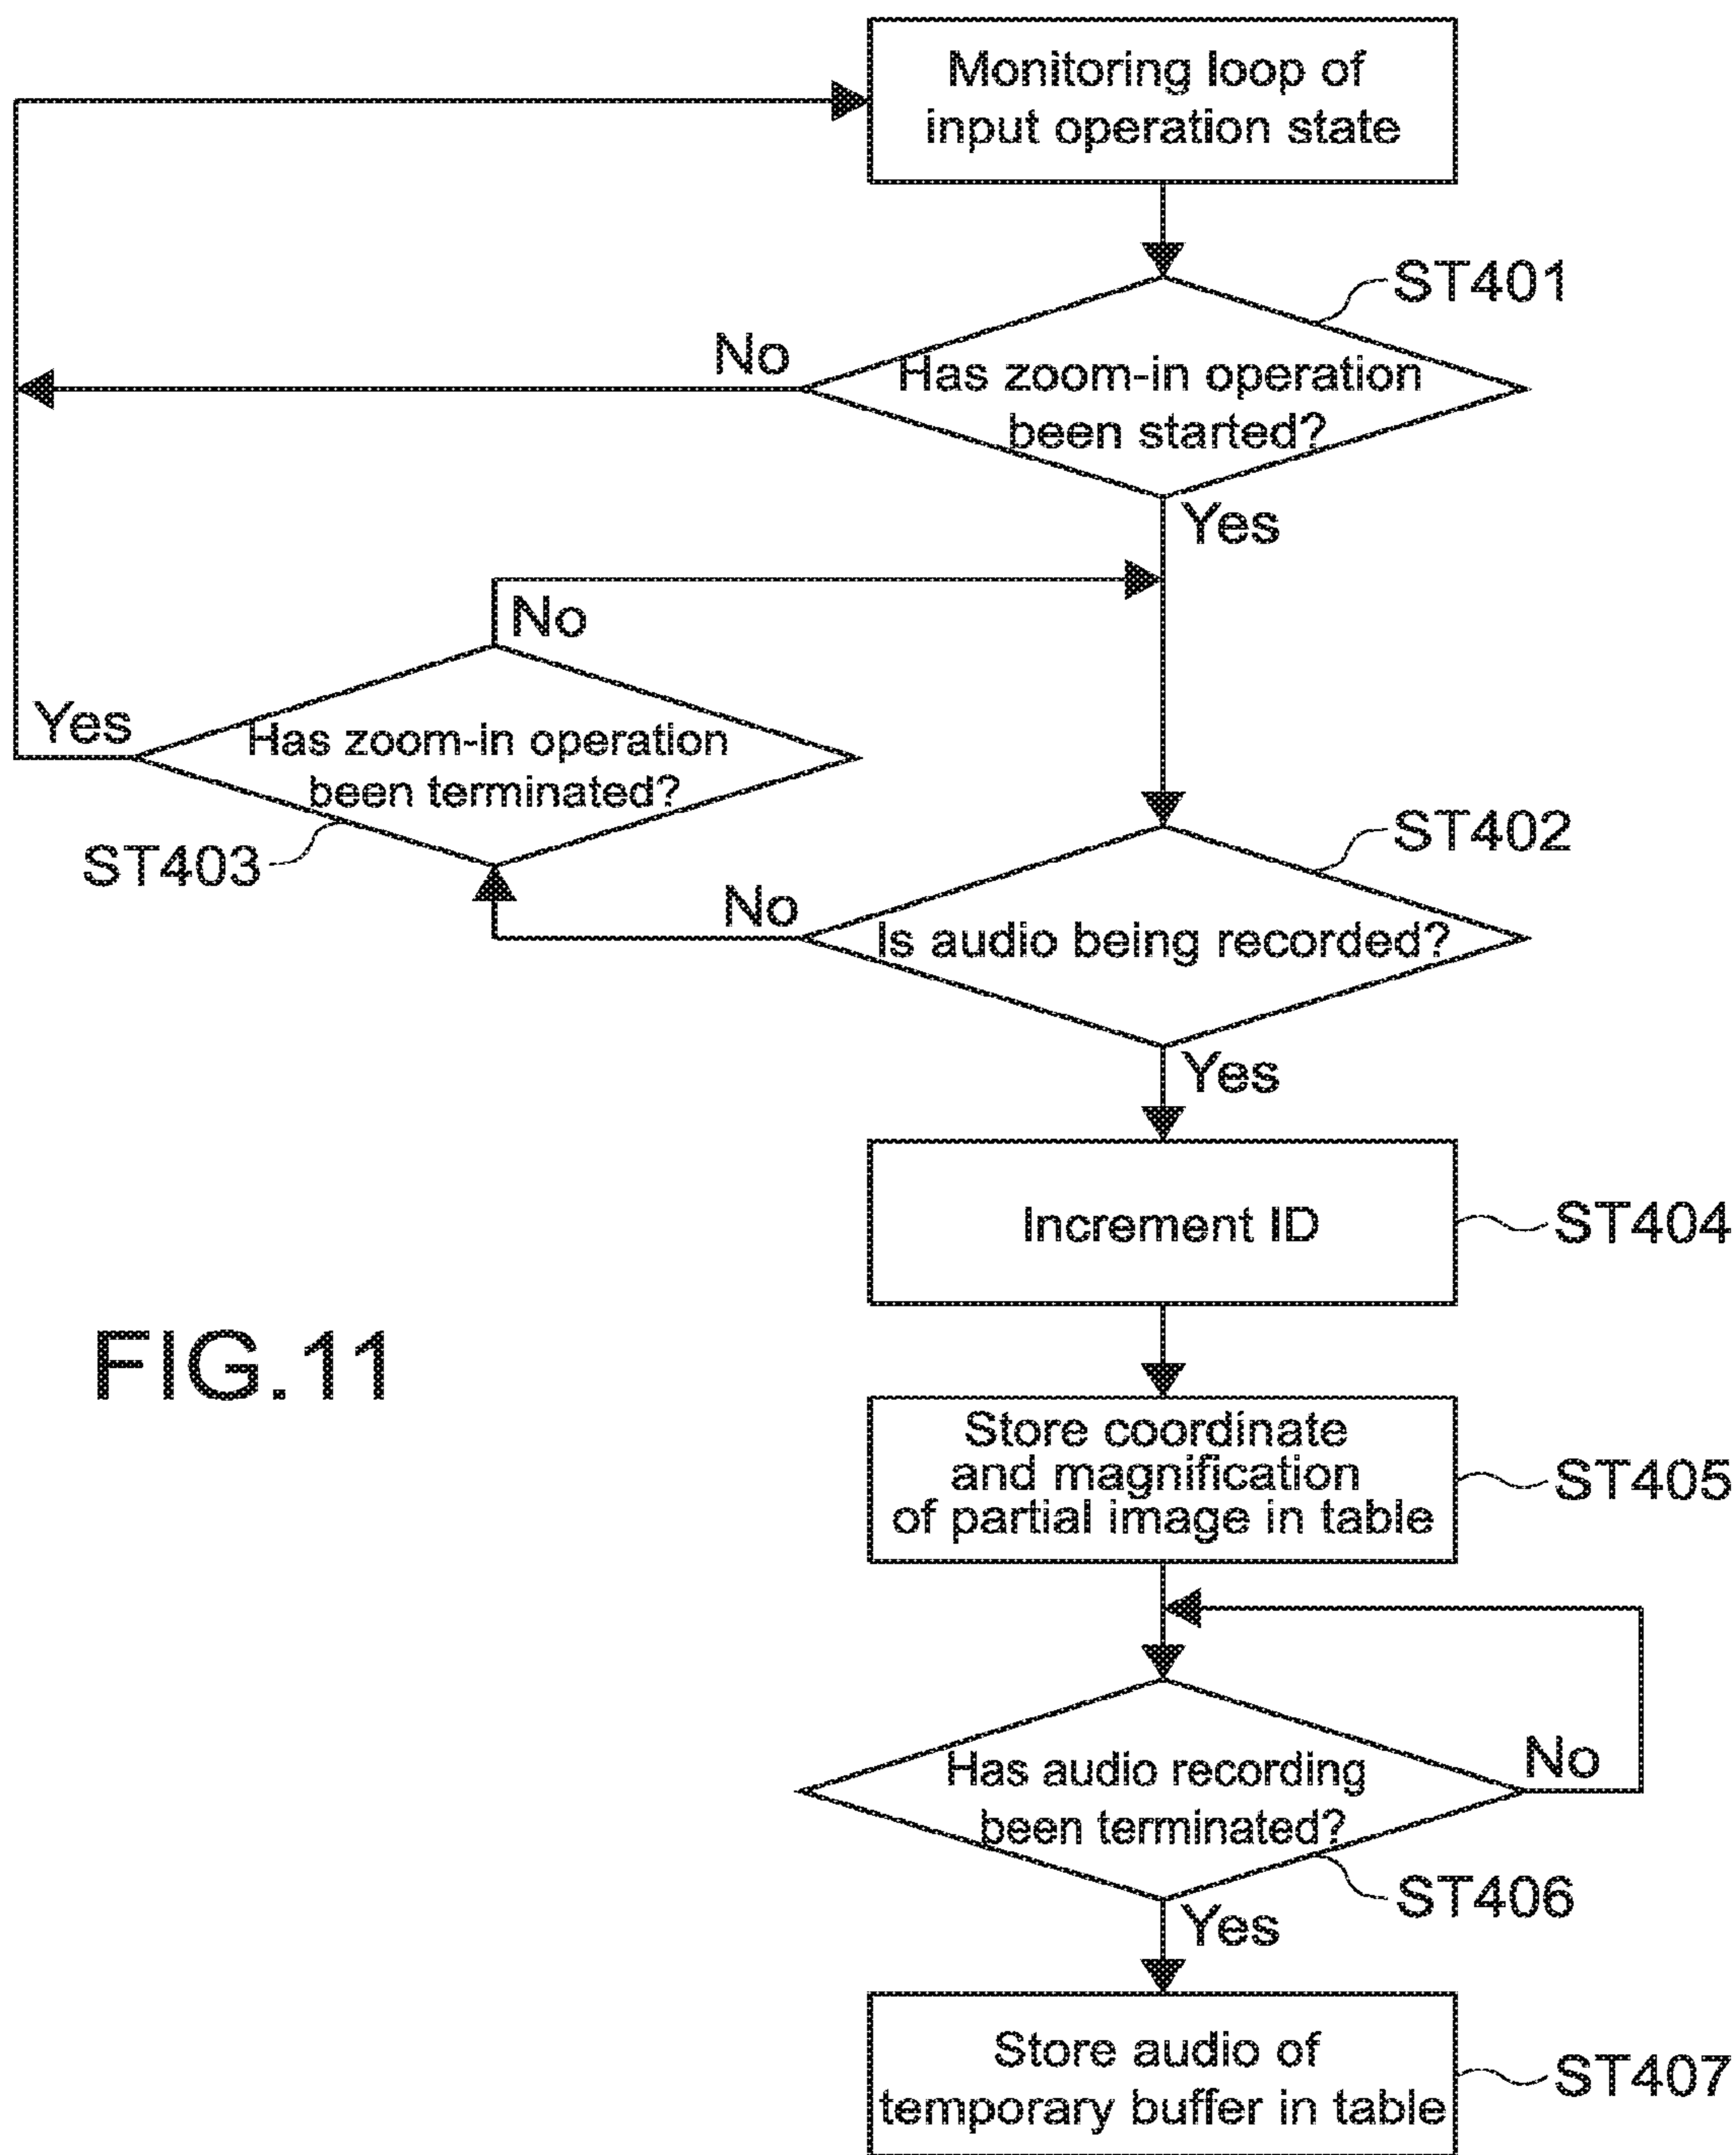 Monitoring loop of
input operation state
ST401
No
Has zoom-in operation
been started?
Yes
No
Yes
Has zoom-in operation
been terminated?
ST403
ST402
No
Is audio being recorded?
Yes
Increment ID
ST404
FIG.11
Store coordinate
and magnification
of partial image in table
ST405
Has audio recording
been terminated?
No
ST406
Yes
Store audio of
temporary buffer in table
ST407